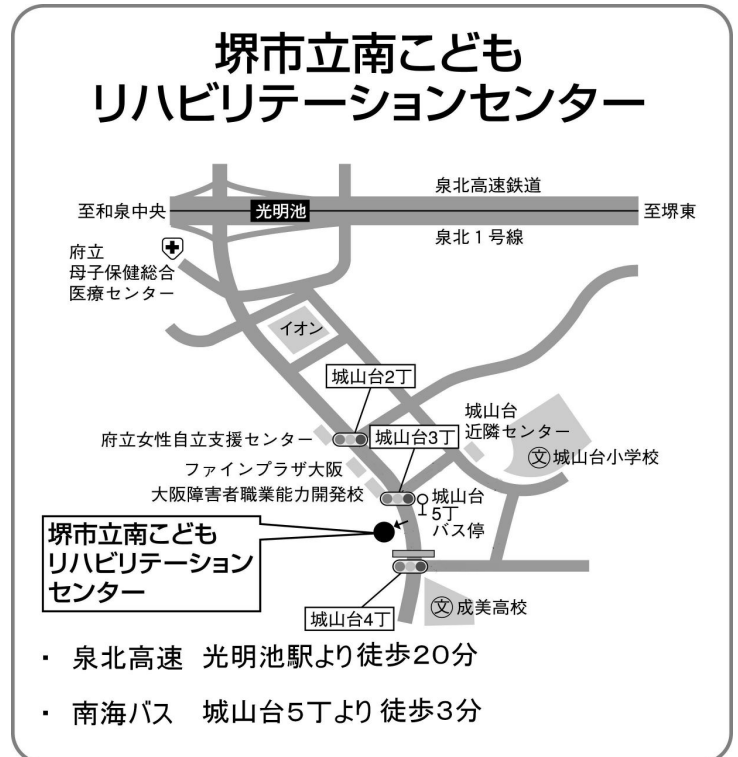 堺市立南こども
リハビリテーションセンター
泉北高速鉄道
至和泉中央
光明池
至堺東
泉北1号線
府立
母子保健総合
医療センター
イオン
城山台2丁
城山台
近隣センター
府立女性自立支援センター
城山台3丁
文 城山台小学校
ファインプラザ大阪
大阪障害者職業能力開発校
城山台
5丁
バス停
堺市立南こども
リハビリテーション
センター
城山台4丁
文 成美高校
・ 泉北高速 光明池駅より徒歩20分
・ 南海バス 城山台5丁より徒歩3分